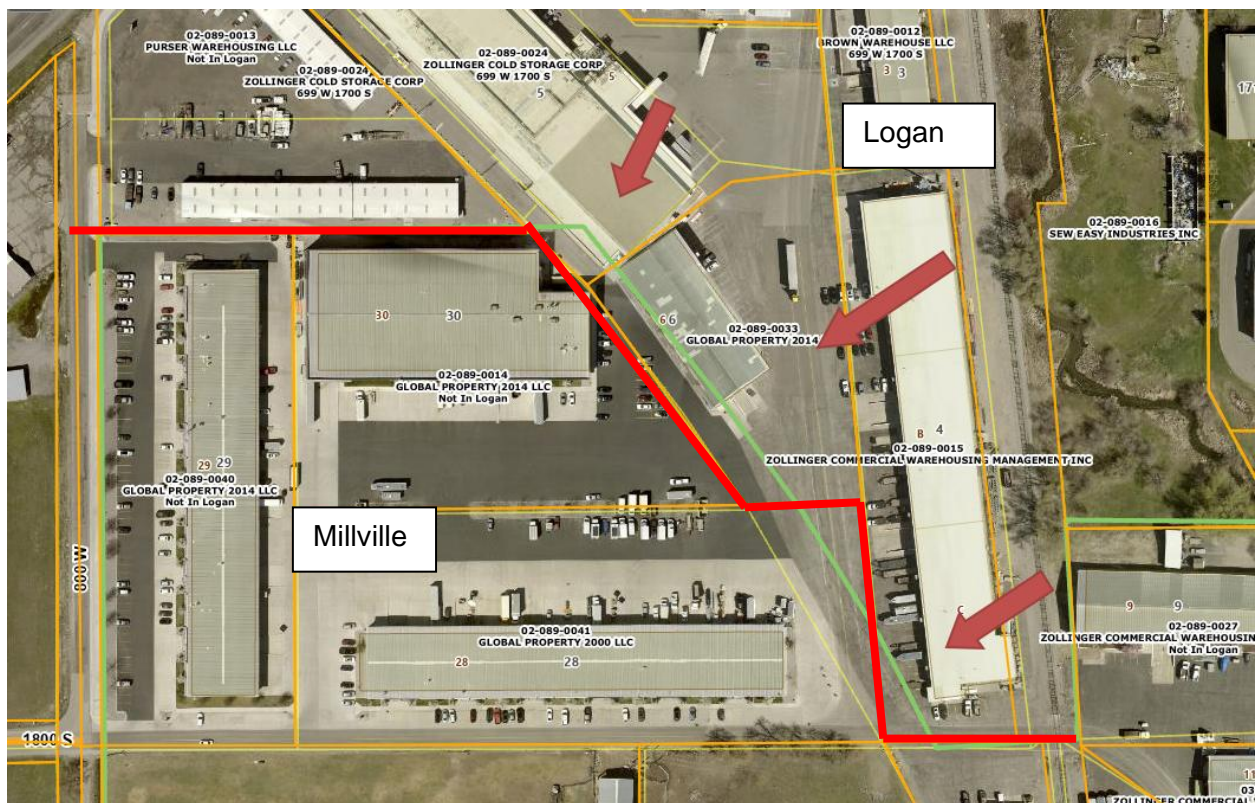 02-089-0013
PURSER WAREHOUSING LLC
Not In Logan
02-089-0024
ZOLLINGER COLD STORAGE CORP
699 W 1700 S
5
5
02-089-0024
ZOLLINGER COLD STORAGE CORP
699 W 1700 S
02-089-0012
BROWN WAREHOUSE LLC
699 W 1700 S
3
3
Logan
171
02-089-0016
SEW EASY INDUSTRIES INC
30
30
6
6
02-089-0033
GLOBAL PROPERTY 2014
02-089-0014
GLOBAL PROPERTY 2014 LLC
Not In Logan
B
4
02-089-0015
ZOLLINGER COMMERCIAL WAREHOUSING MANAGEMENT INC
29
29
02-089-0040
GLOBAL PROPERTY 2014 LLC
Not In Logan
Millville
800 W
C
9
9
02-089-0027
ZOLLINGER COMMERCIAL WAREHOUSING
Not In Logan
02-089-0041
GLOBAL PROPERTY 2000 LLC
28
28
1800 S
11
03
ZOLLINGER COMMERCIAL